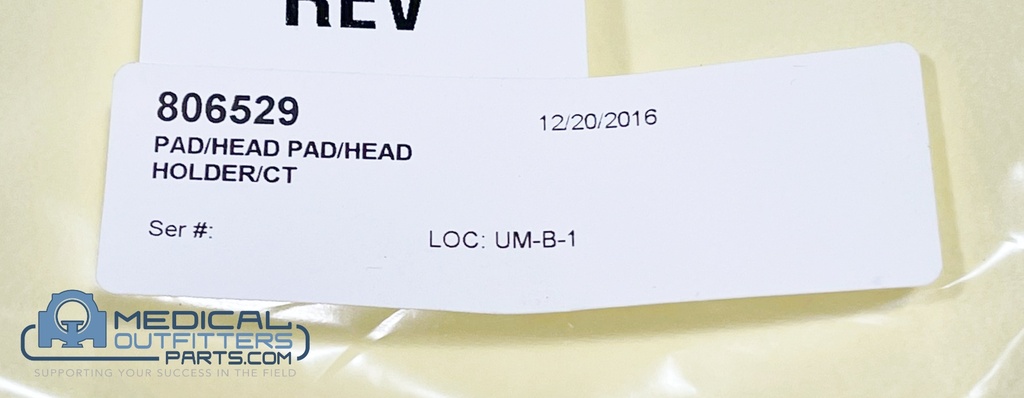 REV
806529
12/20/2016
PAD/HEAD PAD/HEAD
HOLDER/CT
Ser #:
LOC: UM-B-1
MEDICAL
OUTFITTERS
PARTS.COM
SUPPORTING YOUR SUCCESS IN THE FIELD